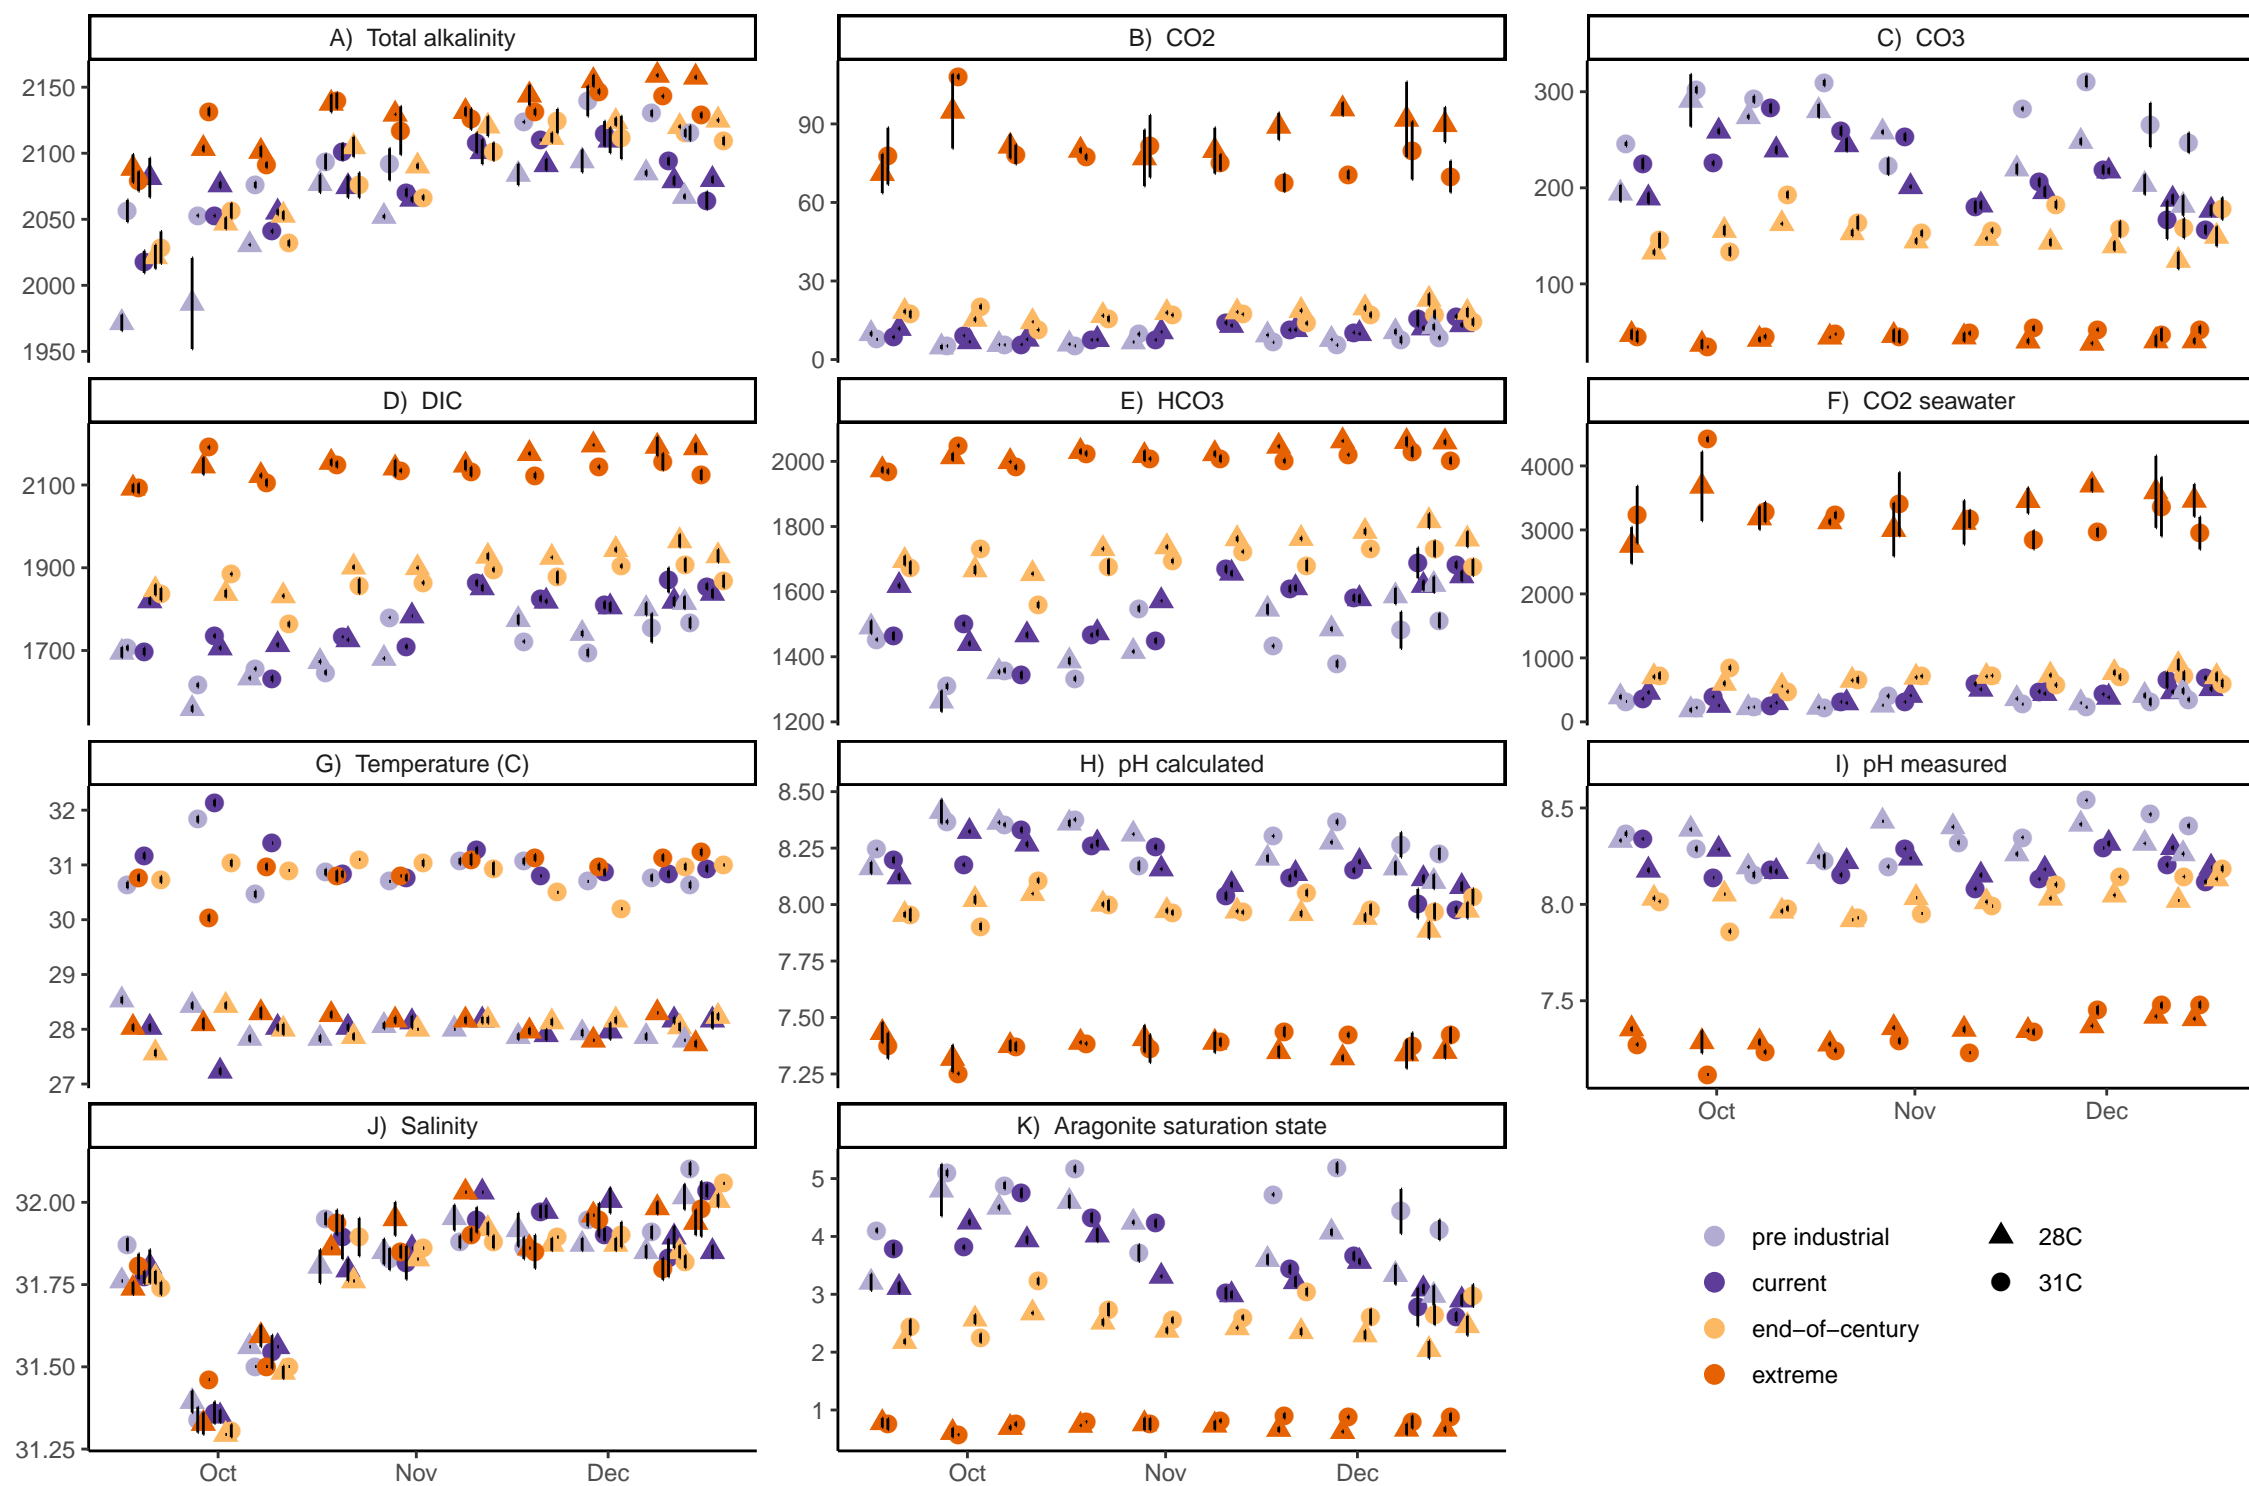 A) Total alkalinity
B) CO2
C) CO3
2150
2100
2050
2000
1950
90
60
30
0
300
200
100
D) DIC
E) HCO3
F) CO2 seawater
2100
1900
1700
2000
1800
1600
1400
1200
4000
3000
2000
1000
0
G) Temperature (C)
H) pH calculated
I) pH measured
32
31
30
29
28
27
8.50
8.25
8.00
7.75
7.50
7.25
8.5
8.0
7.5
Oct Nov Dec
J) Salinity
K) Aragonite saturation state
32.00
31.75
31.50
31.25
5
4
3
2
1
Oct Nov Dec
Oct Nov Dec
pre industrial
current
end−of−century
extreme
28C
31C